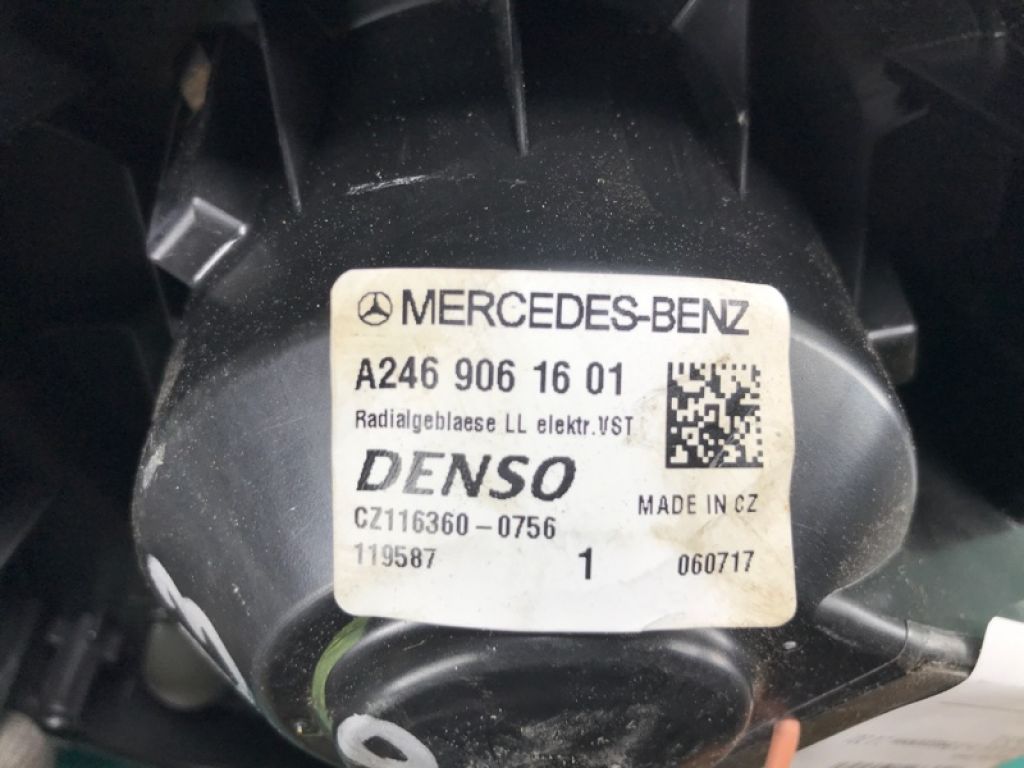 MERCEDES-BENZ
A246 906 16 01
Radialgeblaese LL elektr.VST
DENSO
MADE IN CZ
CZ116360-0756
119587 1 060717